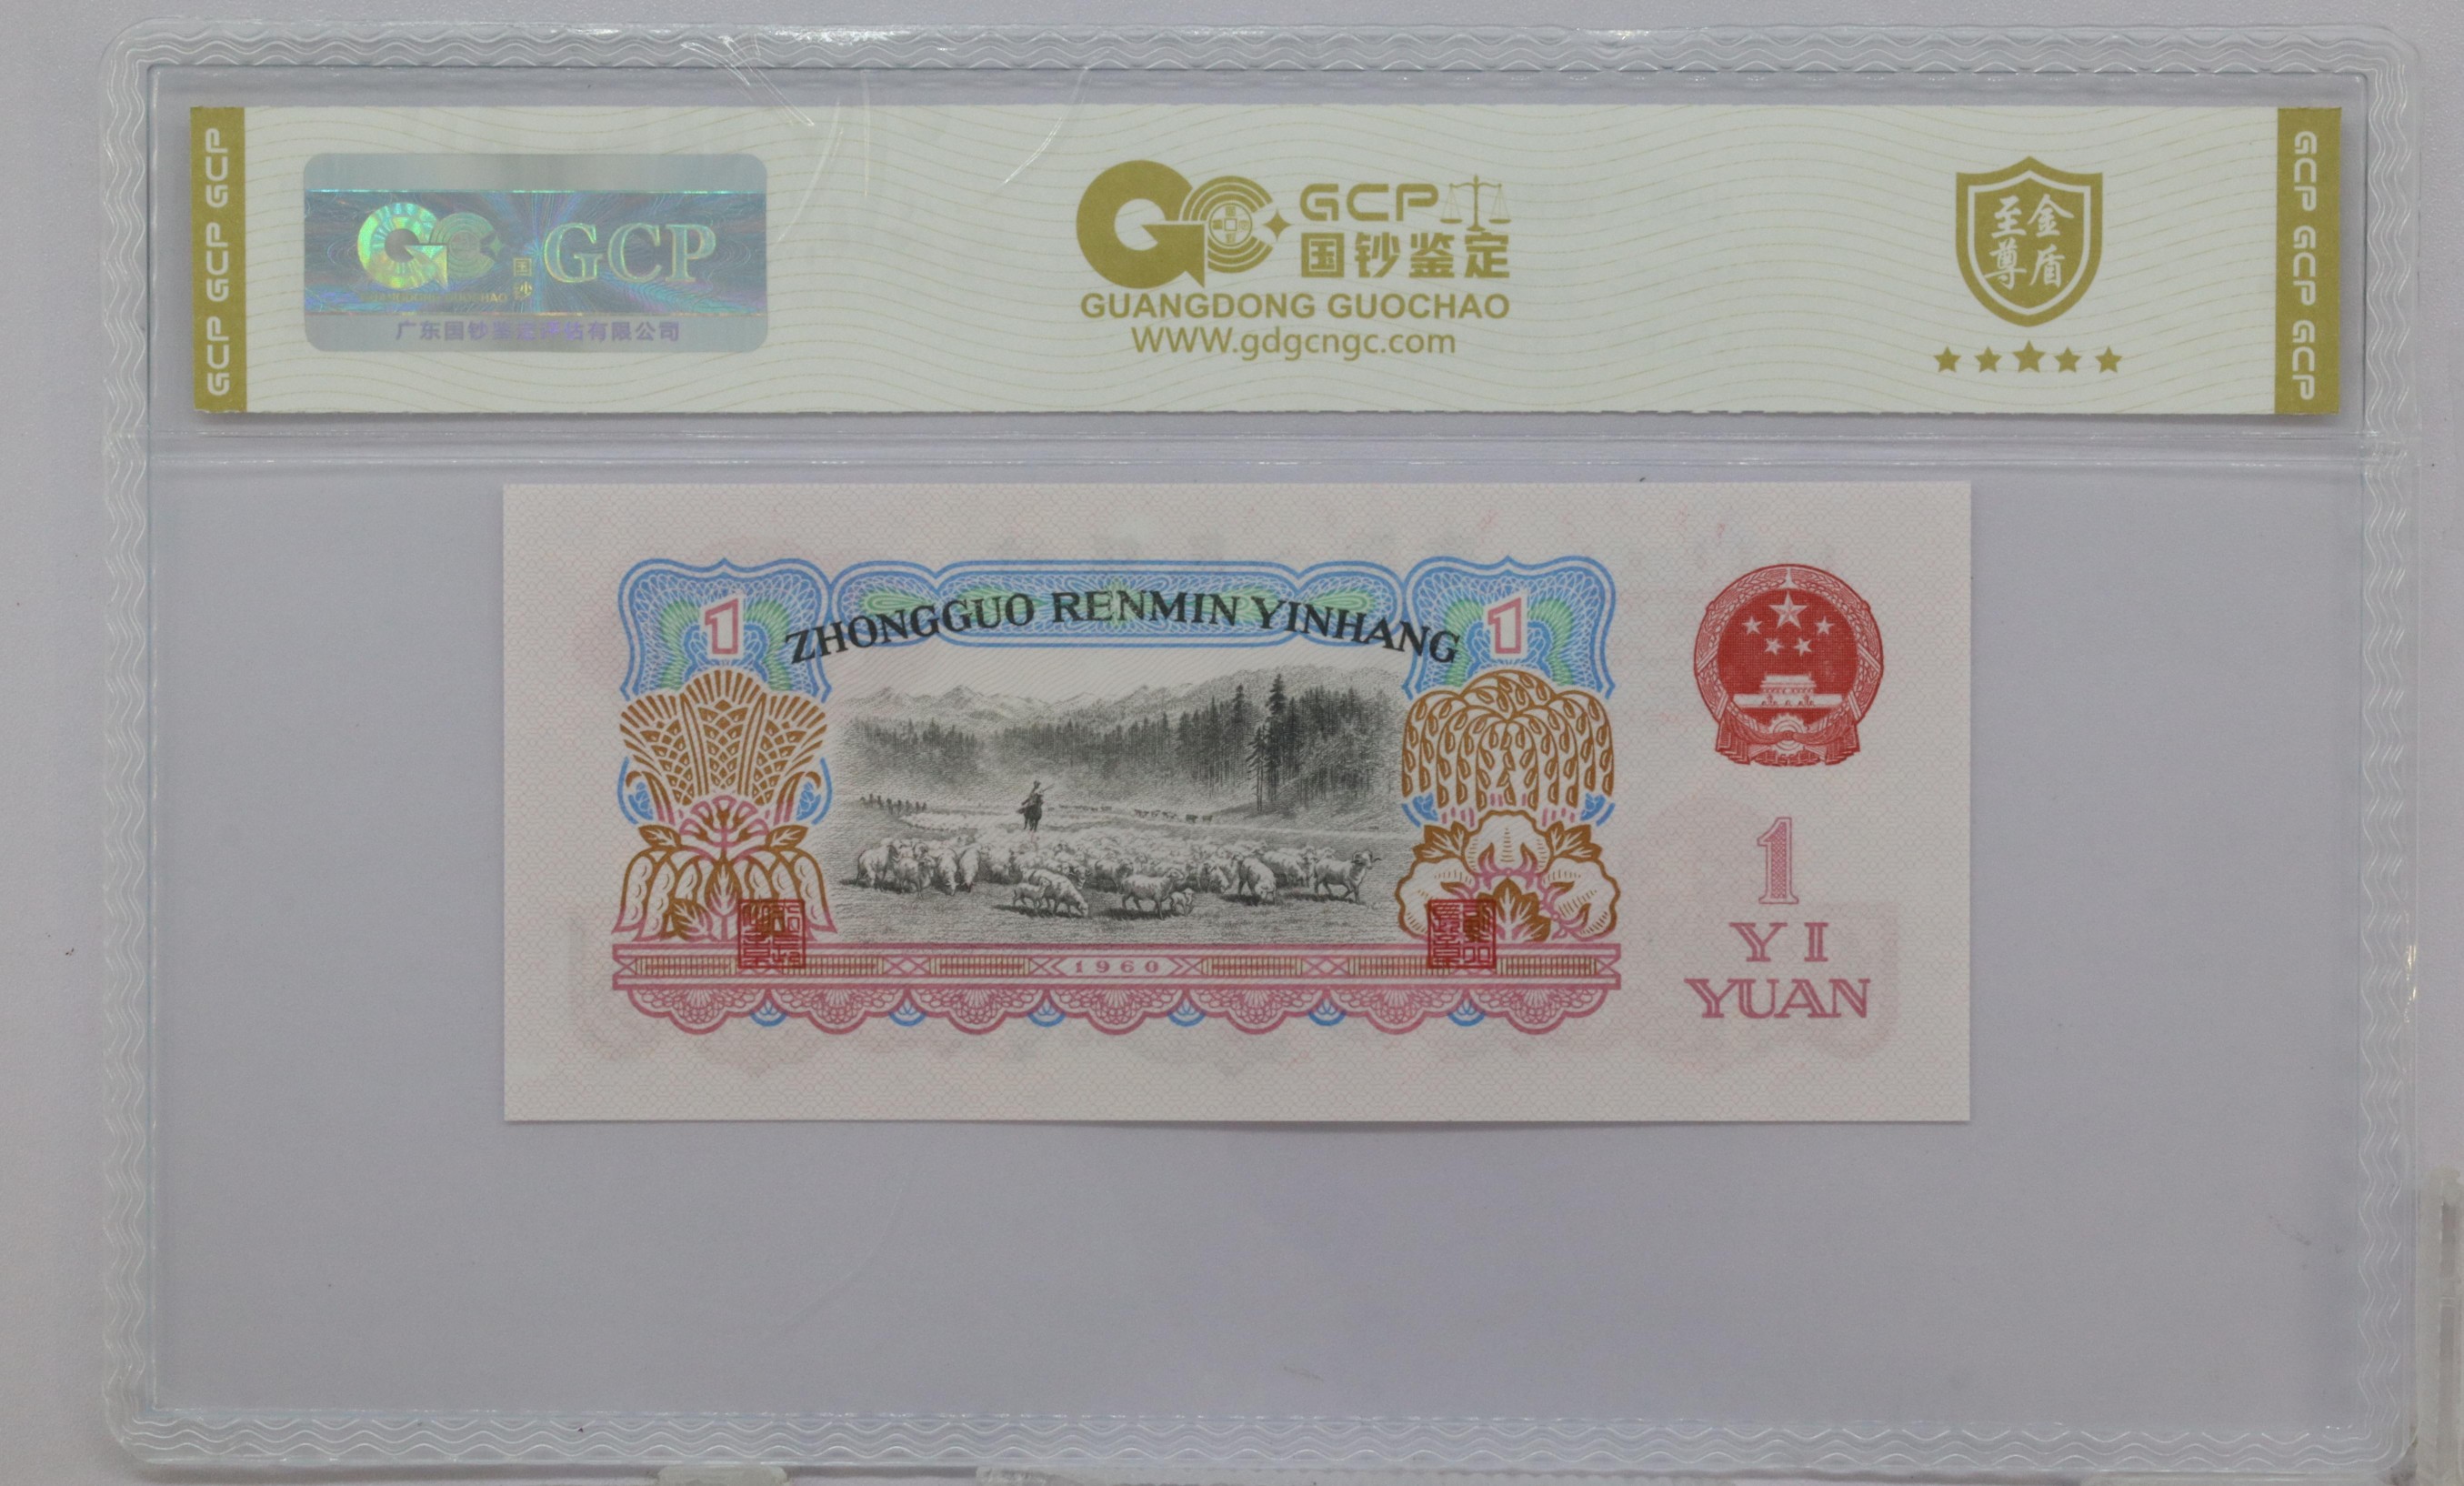 GCP GCP GCP
国钞
GCP
GUANGDONG GUOCHAO
广东国钞鉴定评估有限公司
GCP
国钞鉴定
GUANGDONG GUOCHAO
WWW.gdgcngc.com
至尊
金盾
GCP GCP GCP
1
ZHONGGUO RENMIN YINHANG
1
1960
1
YI
YUAN